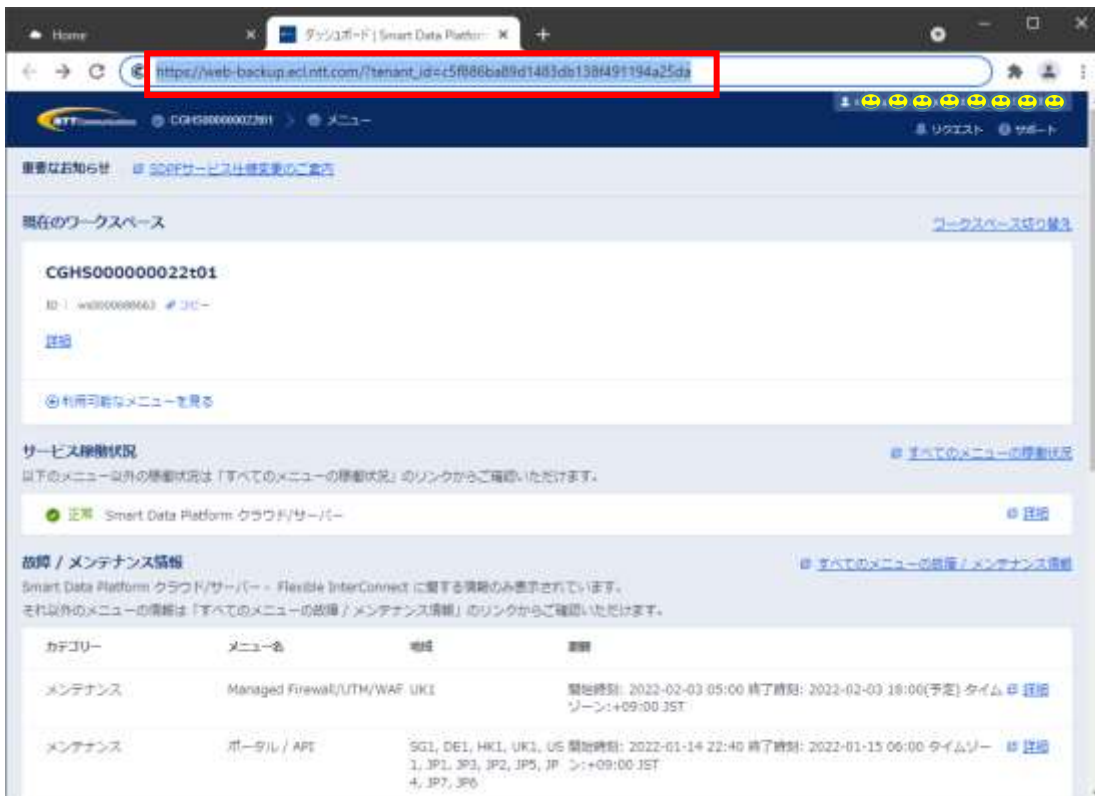 Home
ダッシュボード | Smart Data Platfor
https://web-backup.ecl.ntt.com/?tenant_id=c5f886ba89d1483db138f491194a25da
NTT
CGHS000000022t01
メニュー
リクエスト
サポート
重要なお知らせ
SDPFサービス仕様変更のご案内
現在のワークスペース
ワークスペース切り替え
CGHS000000022t01
コピー
詳細
利用可能なメニューを見る
サービス稼働状況
すべてのメニューの稼働状況
以下のメニュー以外の稼働状況は「すべてのメニューの稼働状況」のリンクからご確認いただけます。
正常 Smart Data Platform クラウド/サーバー
詳細
故障 / メンテナンス情報
すべてのメニューの故障 / メンテナンス情報
Smart Data Platform クラウド/サーバー・Flexible InterConnect に関する情報のみ表示されています。
それ以外のメニューの情報は「すべてのメニューの故障 / メンテナンス情報」のリンクからご確認いただけます。
カテゴリー メニュー名 地域 期間
メンテナンス Managed Firewall/UTM/WAF UK1 開始時刻: 2022-02-03 05:00 終了時刻: 2022-02-03 18:00(予定) タイム 詳細
ゾーン:+09:00 JST
メンテナンス ポータル / API SG1, DE1, HK1, UK1, US 開始時刻: 2022-01-14 22:40 終了時刻: 2022-01-15 06:00 タイムゾー 詳細
1, JP1, JP3, JP2, JP5, JP ン:+09:00 JST
4, JP7, JP6